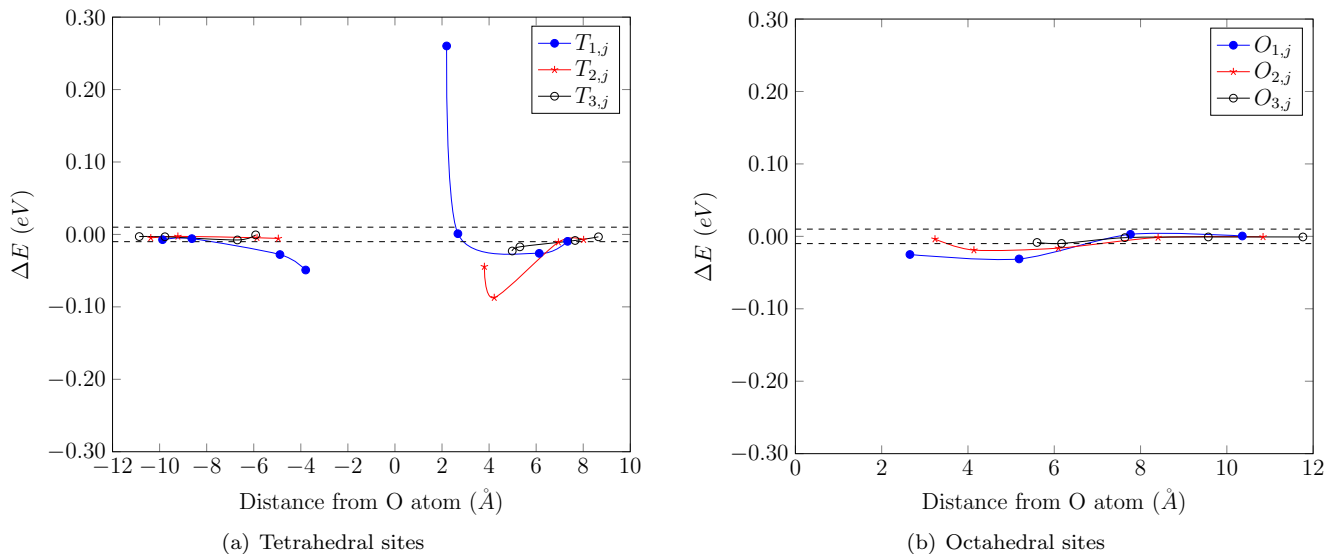 0.30
0.20
0.10
0.00
−0.10
−0.20
−0.30
ΔE (eV)
−12 −10 −8 −6 −4 −2 0 2 4 6 8 10
Distance from O atom (Å)
T1,j
T2,j
T3,j
(a) Tetrahedral sites
0.30
0.20
0.10
0.00
−0.10
−0.20
−0.30
ΔE (eV)
0 2 4 6 8 10 12
Distance from O atom (Å)
O1,j
O2,j
O3,j
(b) Octahedral sites